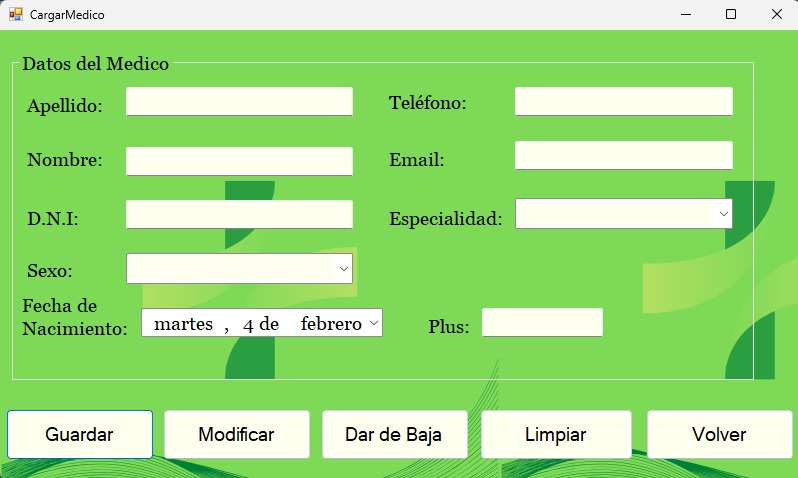 CargarMedico
Datos del Medico
Apellido:
Teléfono:
Nombre:
Email:
D.N.I:
Especialidad:
Sexo:
Fecha de
Nacimiento:
martes , 4 de febrero
Plus:
Guardar
Modificar
Dar de Baja
Limpiar
Volver